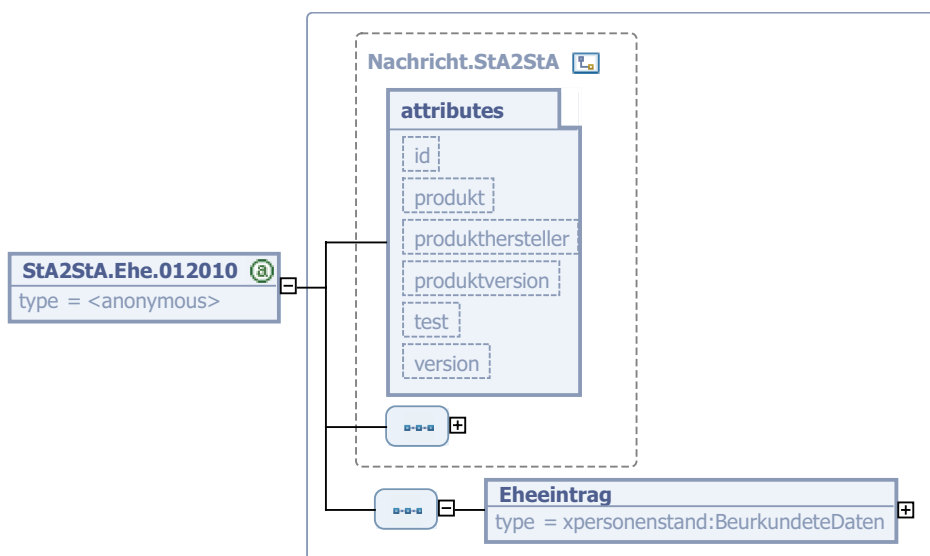 Nachricht.StA2StA
attributes
id
produkt
produkthersteller
produktversion
test
version
StA2StA.Ehe.012010 @
type = <anonymous>
Eheeintrag
type = xpersonenstand:BeurkundeteDaten